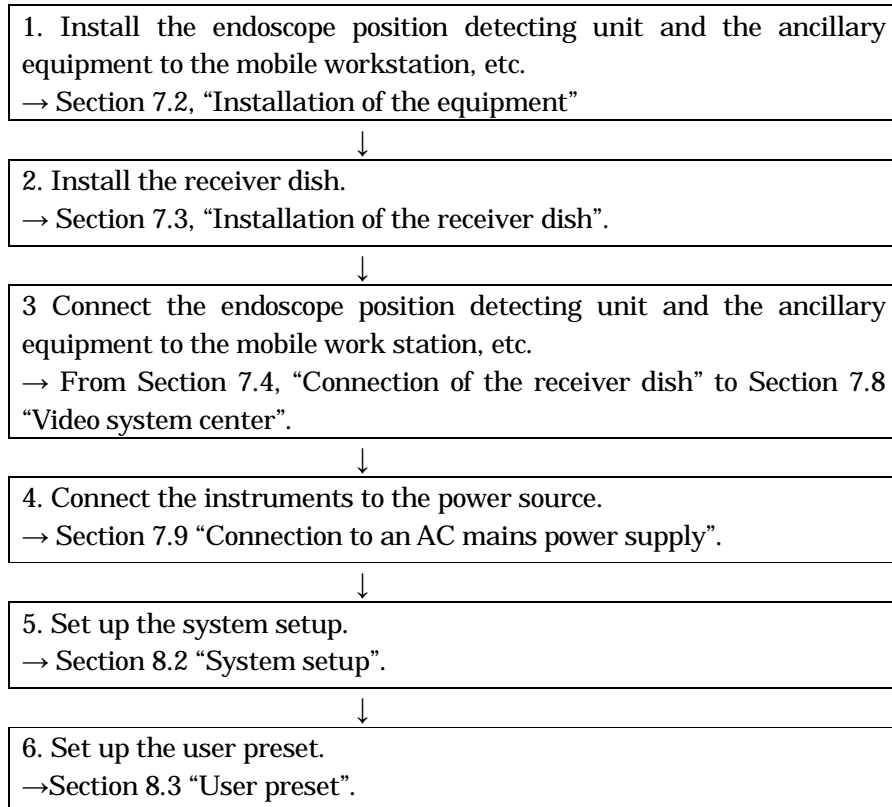 1. Install the endoscope position detecting unit and the ancillary
equipment to the mobile workstation, etc.
→ Section 7.2, “Installation of the equipment”
↓
2. Install the receiver dish.
→ Section 7.3, “Installation of the receiver dish”.
↓
3 Connect the endoscope position detecting unit and the ancillary
equipment to the mobile work station, etc.
→ From Section 7.4, “Connection of the receiver dish” to Section 7.8
“Video system center”.
↓
4. Connect the instruments to the power source.
→ Section 7.9 “Connection to an AC mains power supply”.
↓
5. Set up the system setup.
→ Section 8.2 “System setup”.
↓
6. Set up the user preset.
→Section 8.3 “User preset”.